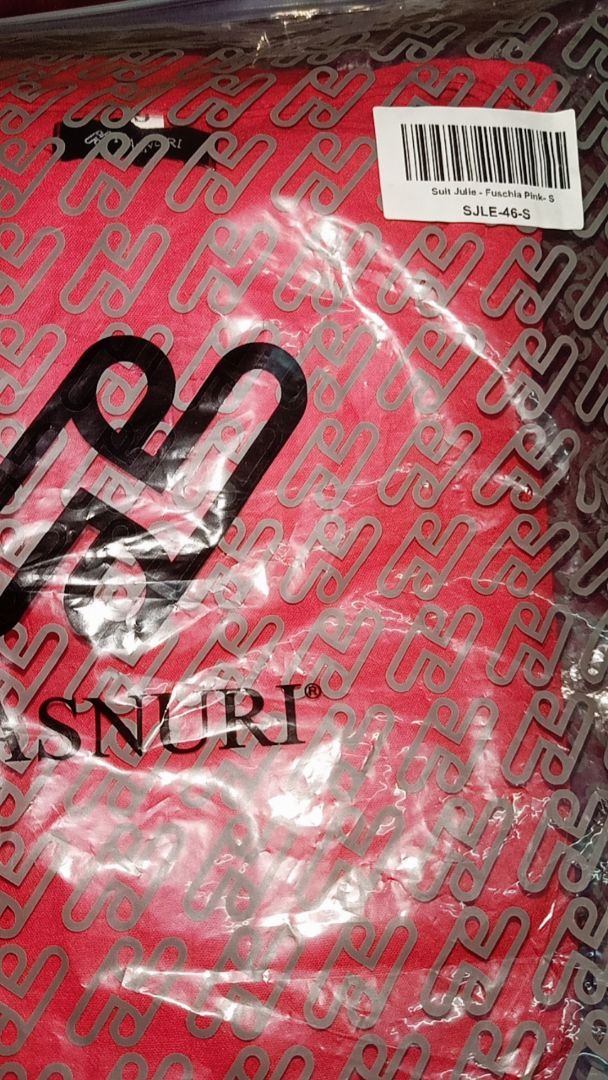 Suit Julie - Fuschia Pink- S
SJLE-46-S
ASNURI®